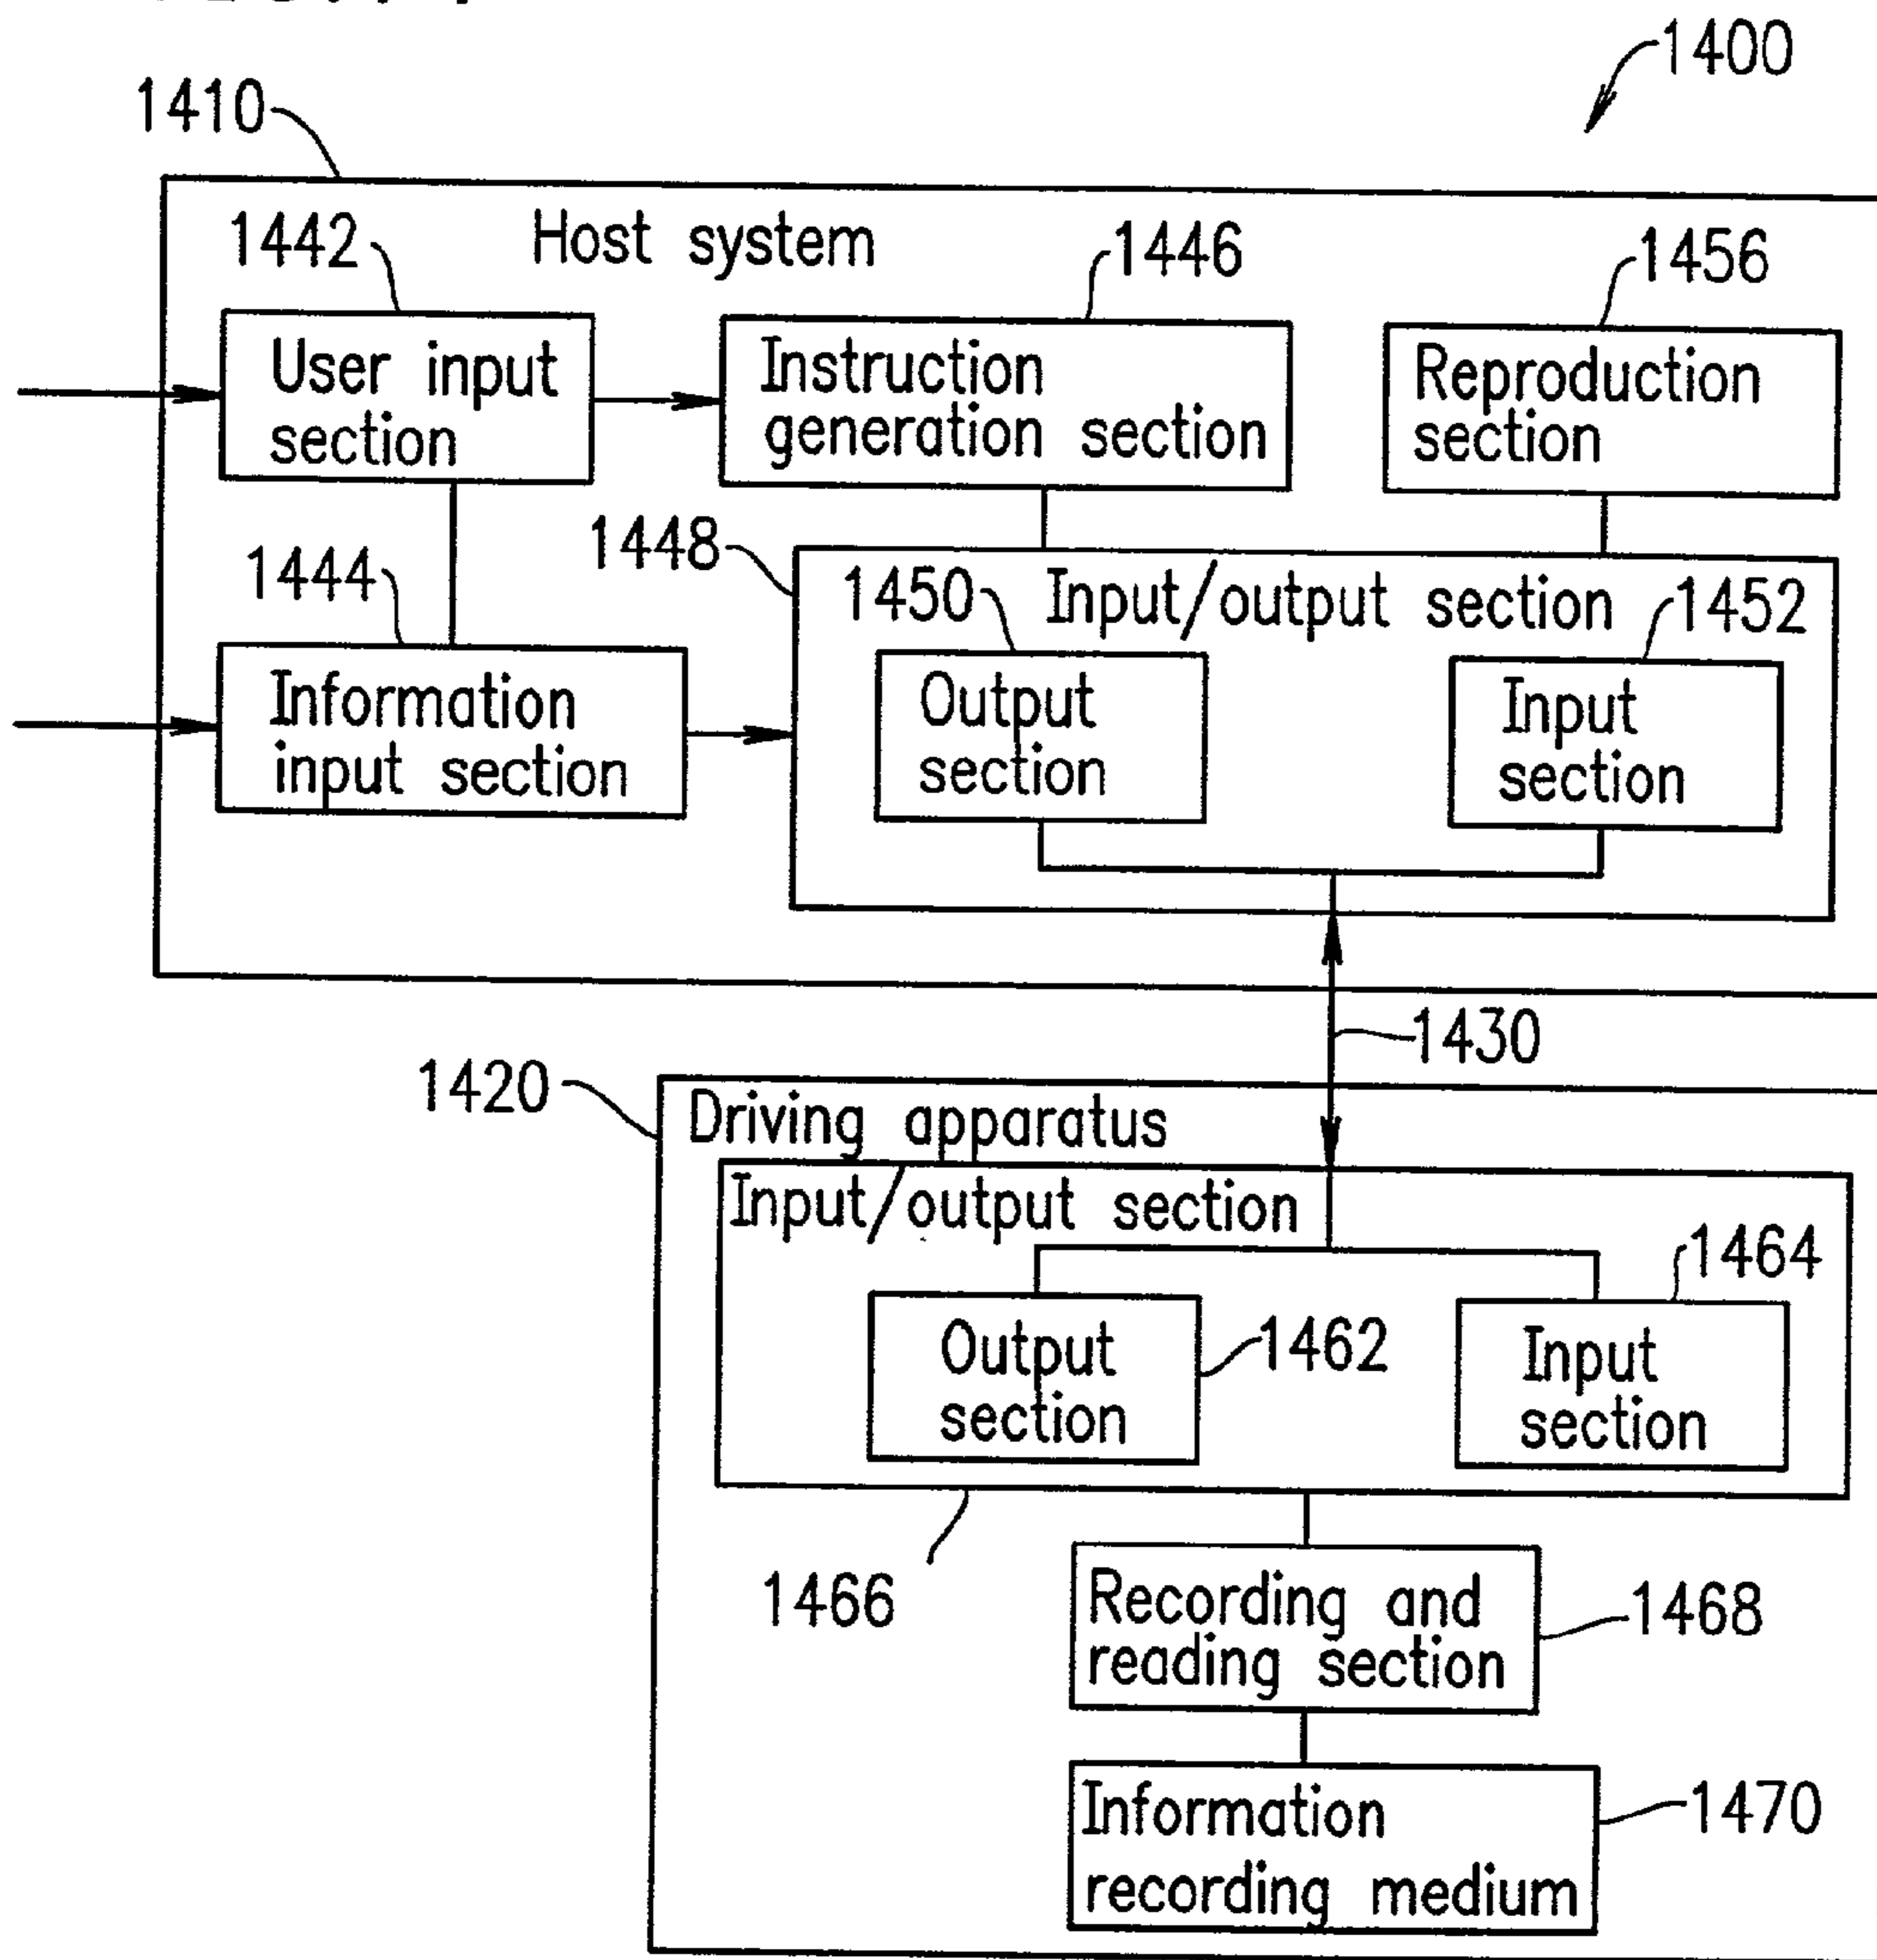 1400
1410
Host system
1442
1446
1456
User input
section
Instruction
generation section
Reproduction
section
1444
1448
1450
Input/output section
1452
Information
input section
Output
section
Input
section
1430
1420
Driving apparatus
Input/output section
1464
Output
section
1462
Input
section
1466
Recording and
reading section
1468
Information
recording medium
1470